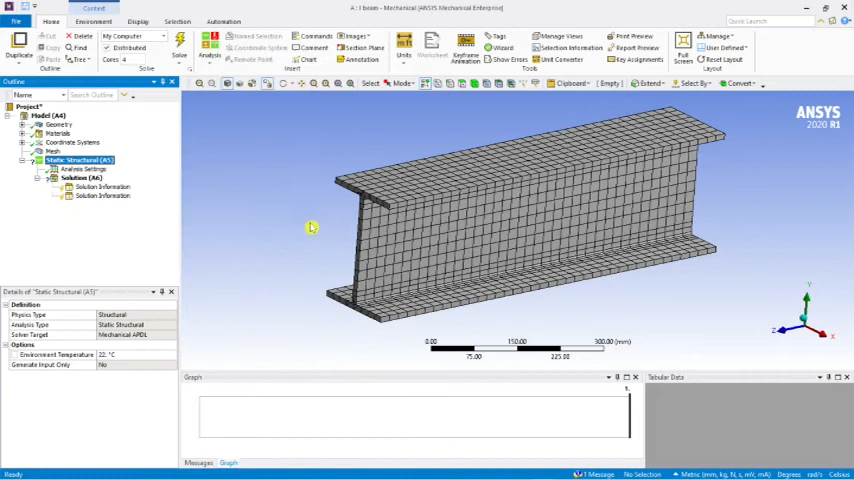 Context
A : I beam - Mechanical [ANSYS Mechanical Enterprise]
File Home Environment Display Selection Automation Quick Launch
Duplicate
Cut Delete
Copy Find
Paste Tree
Outline
My Computer
Distributed
Cores 4
Solve
Solve
Analysis
Named Selection
Coordinate System
Remote Point
Commands
Comment
Chart
Images
Section Plane
Annotation
Insert
Units Worksheet Keyframe Animation
Tags
Wizard
Show Errors
Manage Views
Selection Information
Unit Converter
Print Preview
Report Preview
Key Assignments
Tools
Full Screen
Manage
User Defined
Reset Layout
Layout
Outline
Name Search Outline
Select Mode Clipboard [ Empty ] Extend Select By Convert
Project*
Model (A4)
Geometry
Materials
Coordinate Systems
Mesh
Static Structural (A5)
Analysis Settings
Solution (A6)
Solution Information
Solution Information
ANSYS
2020 R1
Details of "Static Structural (A5)"
Definition
Physics Type Structural
Analysis Type Static Structural
Solver Target Mechanical APDL
Options
Environment Temperature 22. °C
Generate Input Only No
0.00 150.00 300.00 (mm)
75.00 225.00
Y
Z X
Graph
1.
Messages Graph
Tabular Data
Ready 1 Message No Selection Metric (mm, kg, N, s, mV, mA) Degrees rad/s Celsius